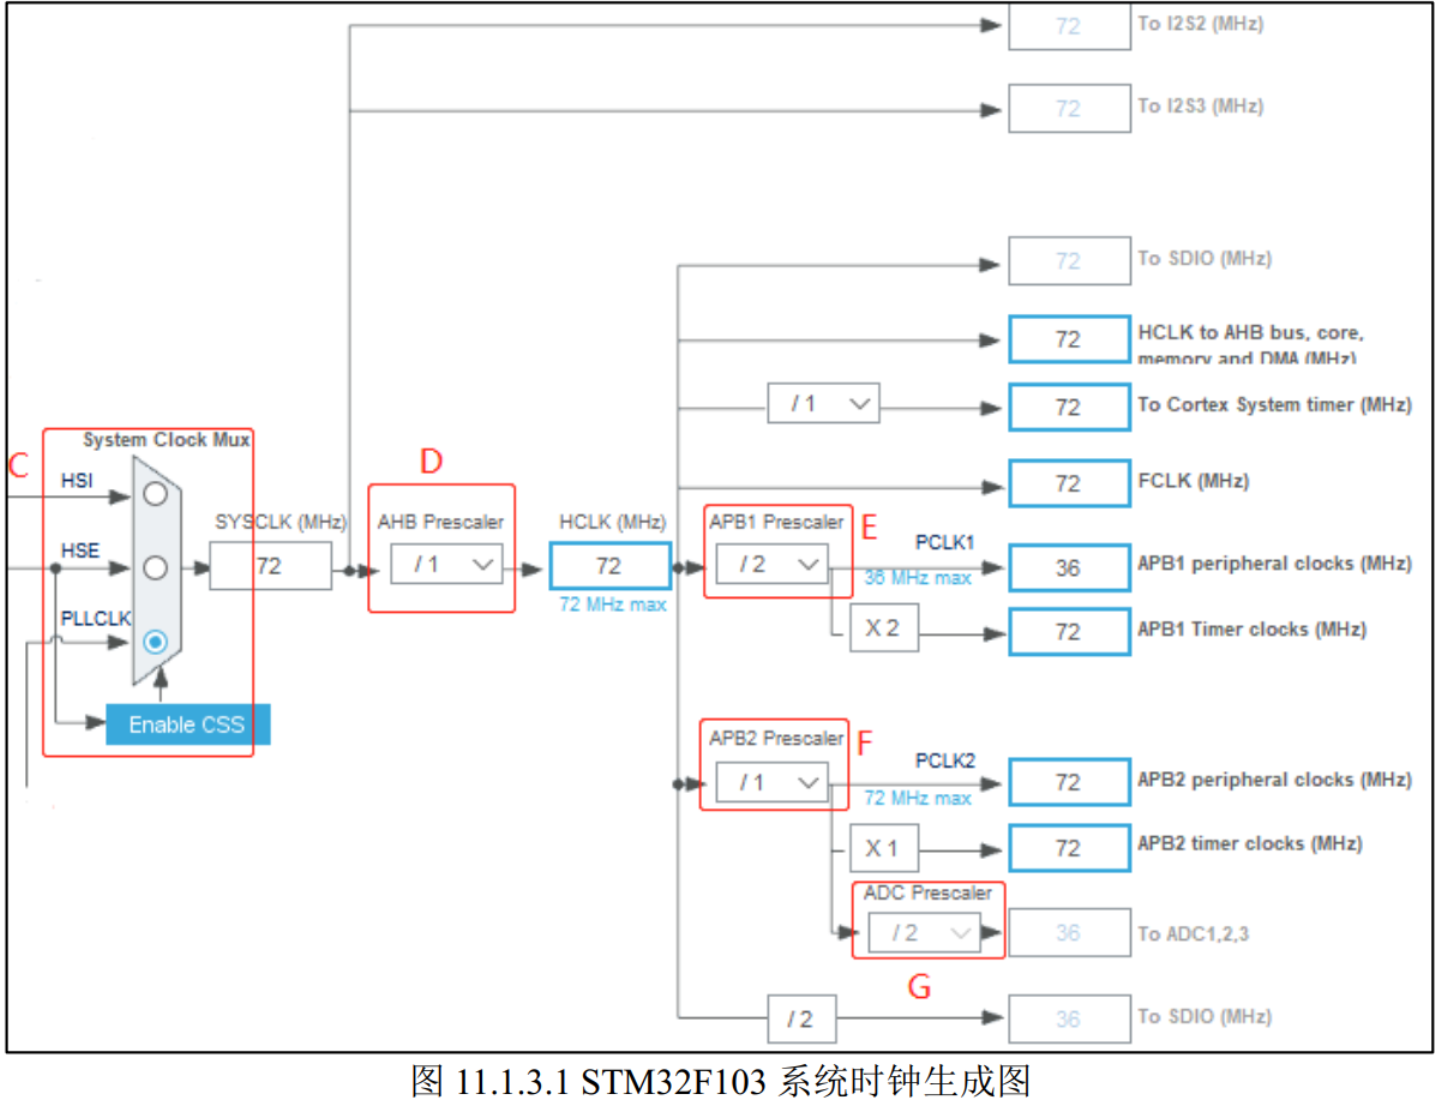 72 To I2S2 (MHz)
72 To I2S3 (MHz)
72 To SDIO (MHz)
72 HCLK to AHB bus, core,
memory and DMA (MHz)
/ 1 72 To Cortex System timer (MHz)
72 FCLK (MHz)
C System Clock Mux
HSI
HSE
PLLCLK
Enable CSS
SYSCLK (MHz)
72
D
AHB Prescaler
/ 1
HCLK (MHz)
72
72 MHz max
APB1 Prescaler E
/ 2
PCLK1
36 MHz max
36 APB1 peripheral clocks (MHz)
X 2 72 APB1 Timer clocks (MHz)
APB2 Prescaler F
/ 1
PCLK2
72 MHz max
72 APB2 peripheral clocks (MHz)
X 1 72 APB2 timer clocks (MHz)
ADC Prescaler
/ 2 36 To ADC1,2,3
G
/ 2 36 To SDIO (MHz)
图 11.1.3.1 STM32F103 系统时钟生成图